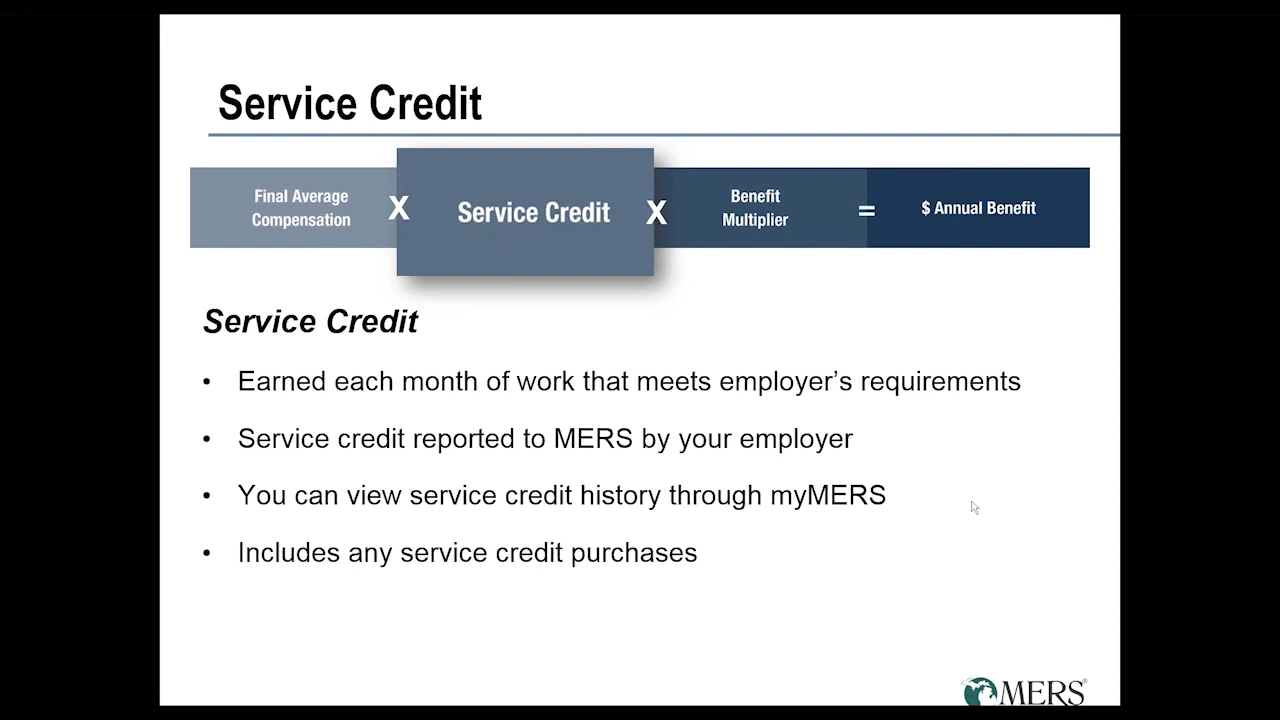 Service Credit
Final Average
Compensation
X
Service Credit
X
Benefit
Multiplier
=
$ Annual Benefit
Service Credit
• Earned each month of work that meets employer’s requirements
• Service credit reported to MERS by your employer
• You can view service credit history through myMERS
• Includes any service credit purchases
MERS®